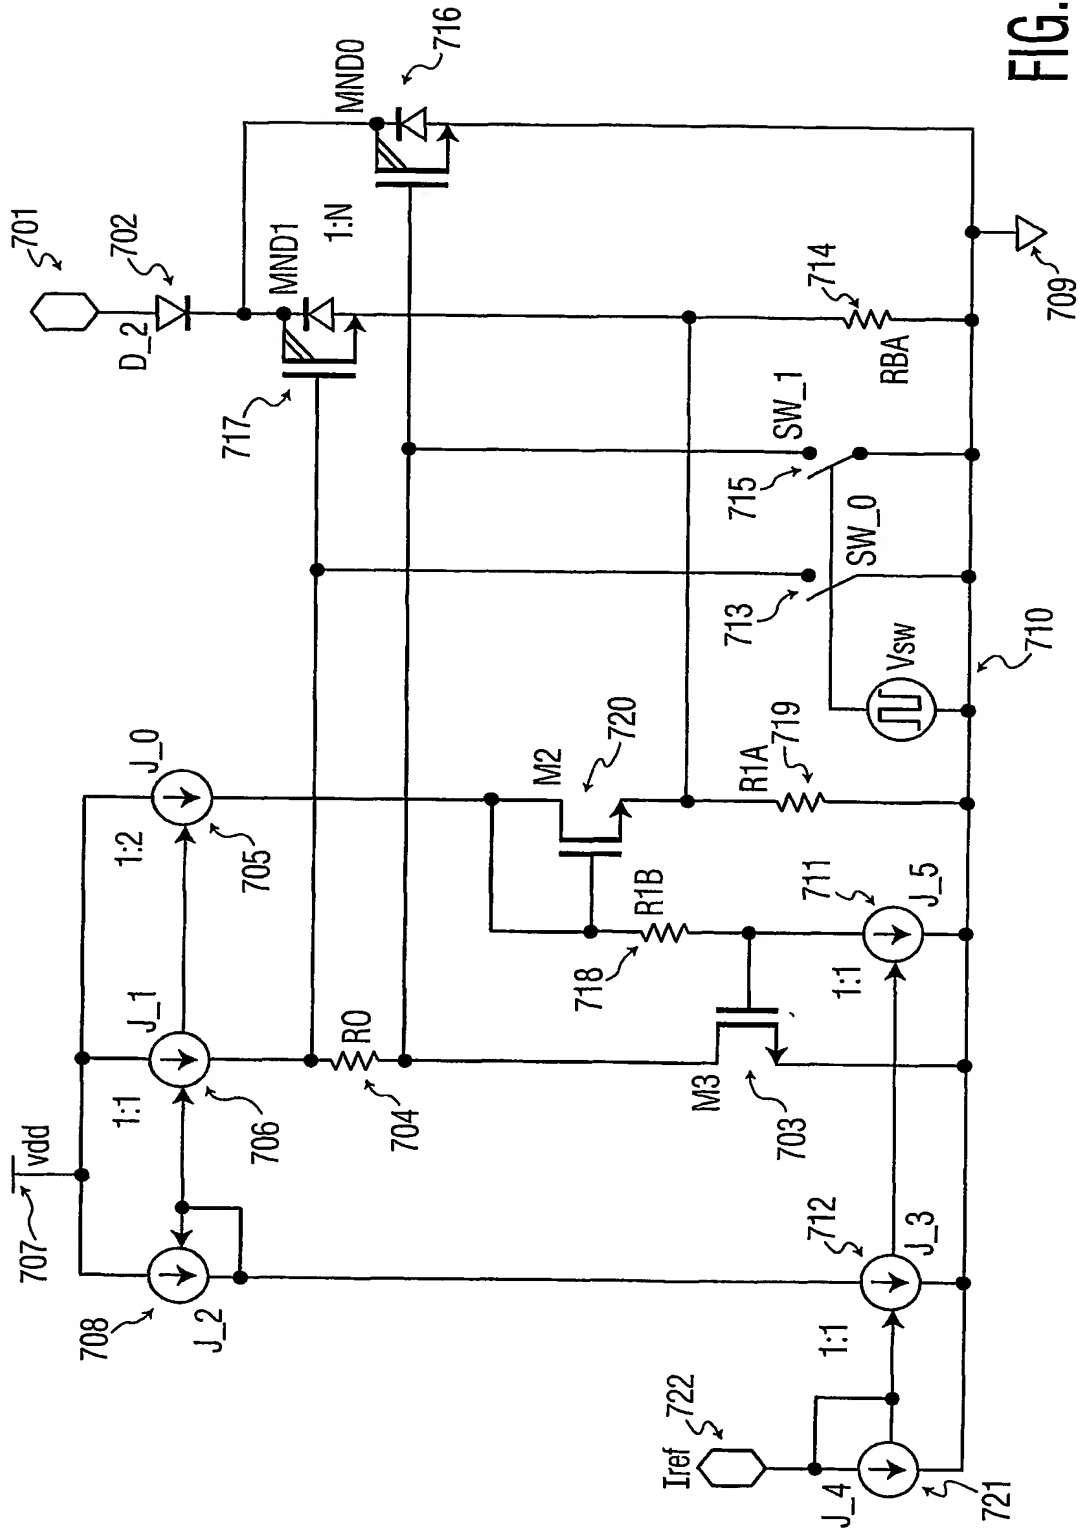 FIG.
716
MND0
701
702
MND1
1:N
D_2
717
714
RBA
709
SW_1
715
SW_0
713
Vsw
710
J_0
1:2
705
M2
720
R1A
719
R1B
718
711
J_5
1:1
J_1
1:1
706
R0
704
M3
703
vdd
707
708
J_2
712
J_3
1:1
722
Iref
J_4
721